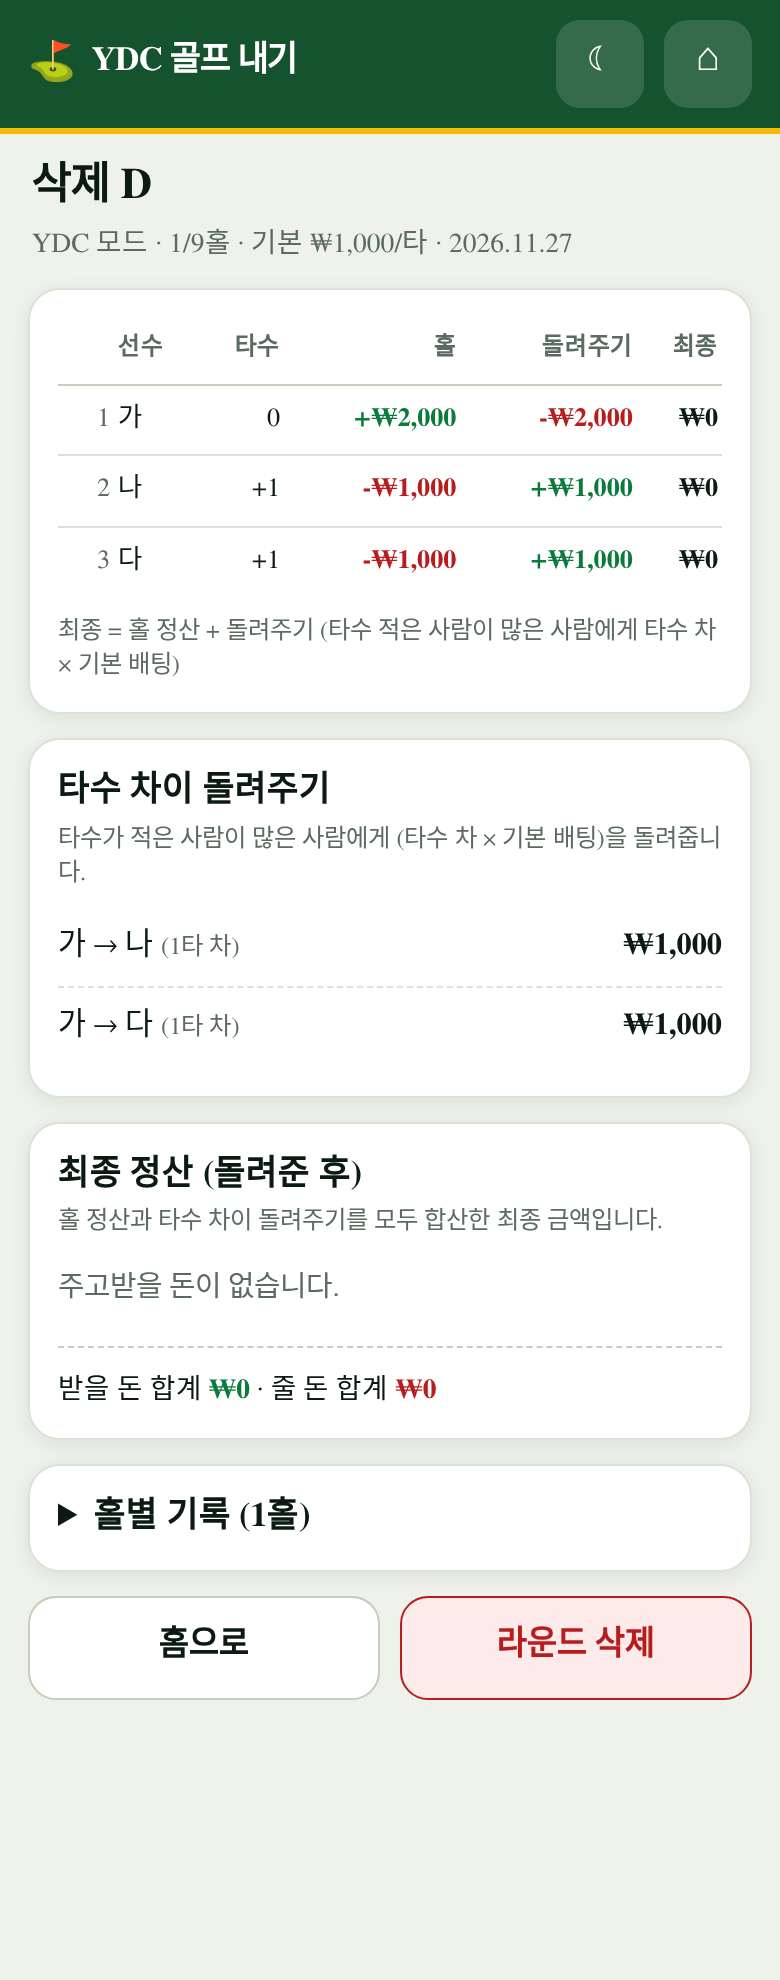 YDC 골프 내기
삭제 D
YDC 모드 · 1/9홀 · 기본 ₩1,000/타 · 2026.11.27
선수 타수 홀 돌려주기 최종
1 가 0 +₩2,000 -₩2,000 ₩0
2 나 +1 -₩1,000 +₩1,000 ₩0
3 다 +1 -₩1,000 +₩1,000 ₩0
최종 = 홀 정산 + 돌려주기 (타수 적은 사람이 많은 사람에게 타수 차
× 기본 배팅)
타수 차이 돌려주기
타수가 적은 사람이 많은 사람에게 (타수 차 × 기본 배팅)을 돌려줍니
다.
가 → 나 (1타 차) ₩1,000
가 → 다 (1타 차) ₩1,000
최종 정산 (돌려준 후)
홀 정산과 타수 차이 돌려주기를 모두 합산한 최종 금액입니다.
주고받을 돈이 없습니다.
받을 돈 합계 ₩0 · 줄 돈 합계 ₩0
▶ 홀별 기록 (1홀)
홈으로 라운드 삭제